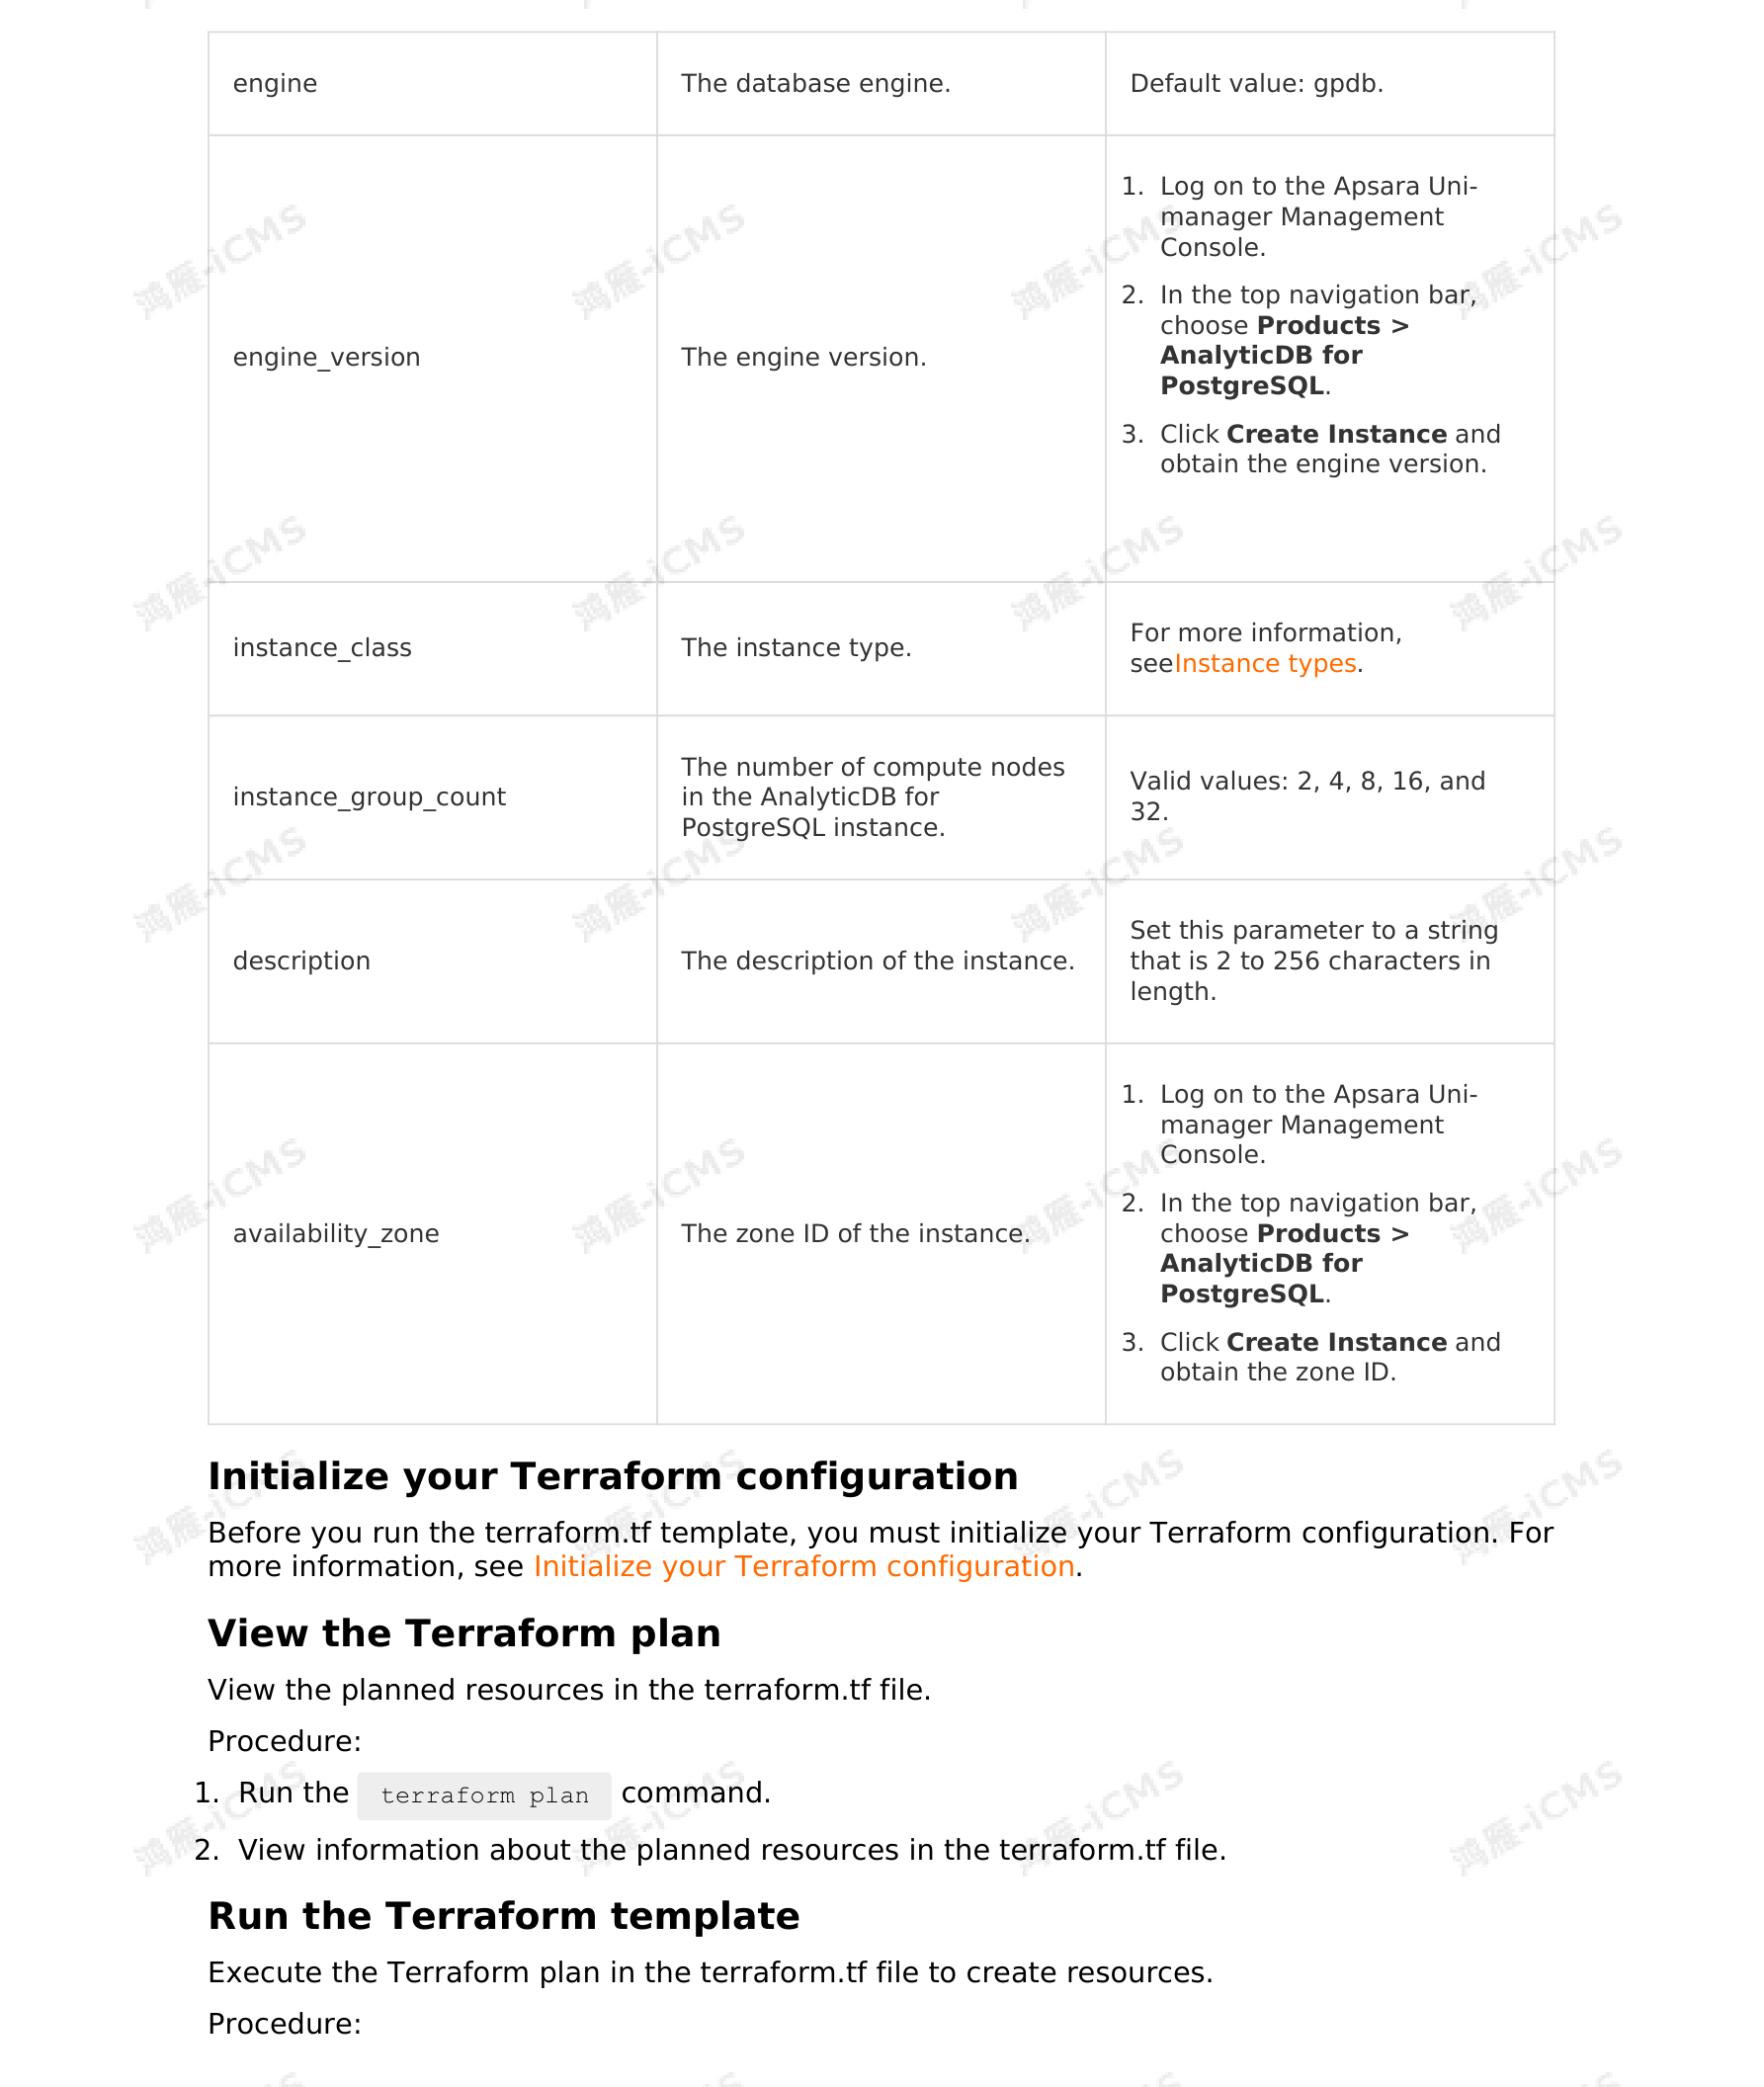 engine
The database engine.
Default value: gpdb.
engine_version
The engine version.
1. Log on to the Apsara Uni-
manager Management
Console.
2. In the top navigation bar,
choose Products >
AnalyticDB for
PostgreSQL.
3. Click Create Instance and
obtain the engine version.
instance_class
The instance type.
For more information,
seeInstance types.
instance_group_count
The number of compute nodes
in the AnalyticDB for
PostgreSQL instance.
Valid values: 2, 4, 8, 16, and
32.
description
The description of the instance.
Set this parameter to a string
that is 2 to 256 characters in
length.
availability_zone
The zone ID of the instance.
1. Log on to the Apsara Uni-
manager Management
Console.
2. In the top navigation bar,
choose Products >
AnalyticDB for
PostgreSQL.
3. Click Create Instance and
obtain the zone ID.
Initialize your Terraform configuration
Before you run the terraform.tf template, you must initialize your Terraform configuration. For
more information, see Initialize your Terraform configuration.
View the Terraform plan
View the planned resources in the terraform.tf file.
Procedure:
1. Run the terraform plan command.
2. View information about the planned resources in the terraform.tf file.
Run the Terraform template
Execute the Terraform plan in the terraform.tf file to create resources.
Procedure:
鸿雁-iCMS